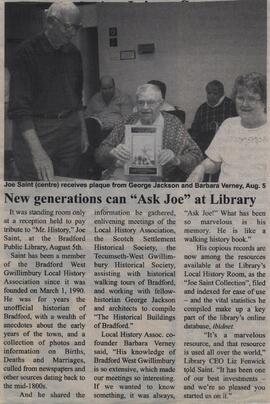 Joe Saint (centre) receives plaque from George Jackson and Barbara Verney, Aug. 5
New generations can "Ask Joe" at Library
It was standing room only
at a reception held to pay
tribute to "Mr. History," Joe
Saint, at the Bradford
Public Library, August 5th.
Saint has been a member
of the Bradford West
Gwillimbury Local History
Association since it was
founded on March 1, 1990.
He was for years the
unofficial historian of
Bradford, with a wealth of
anecdotes about the early
years of the town, and a
collection of photos and
information on Births,
Deaths and Marriages,
culled from newspapers and
other sources dating back to
the mid-1800s.
And he shared the
information he gathered,
enlivening meetings of the
Local History Association,
the Scotch Settlement
Historical Society, the
Tecumseth-West Gwillim-
bury Historical Society,
assisting with historical
walking tours of Bradford,
and working with fellow-
historian George Jackson
and architects to compile
"The Historical Buildings
of Bradford."
Local History Assoc. co-
founder Barbara Verney
said, "His knowledge of
Bradford West Gwillimbury
is so extensive, which made
our meetings so interesting.
If we wanted to know
something, it was always,
"Ask Joe!" What has been
so marvelous is his
memory. He is like a
walking history book."
His copious records are
now among the resources
available at the Library's
Local History Room, as the
"Joe Saint Collection", filed
and indexed for ease of use
– and the vital statistics he
compiled make up a key
part of the library's online
database, ibidnet.
"It's a marvelous
resource, and that resource
is used all over the world,"
Library CEO Liz Fenwick
told Saint. "It has been one
of our best investments –
and we're so pleased you
started us on it."